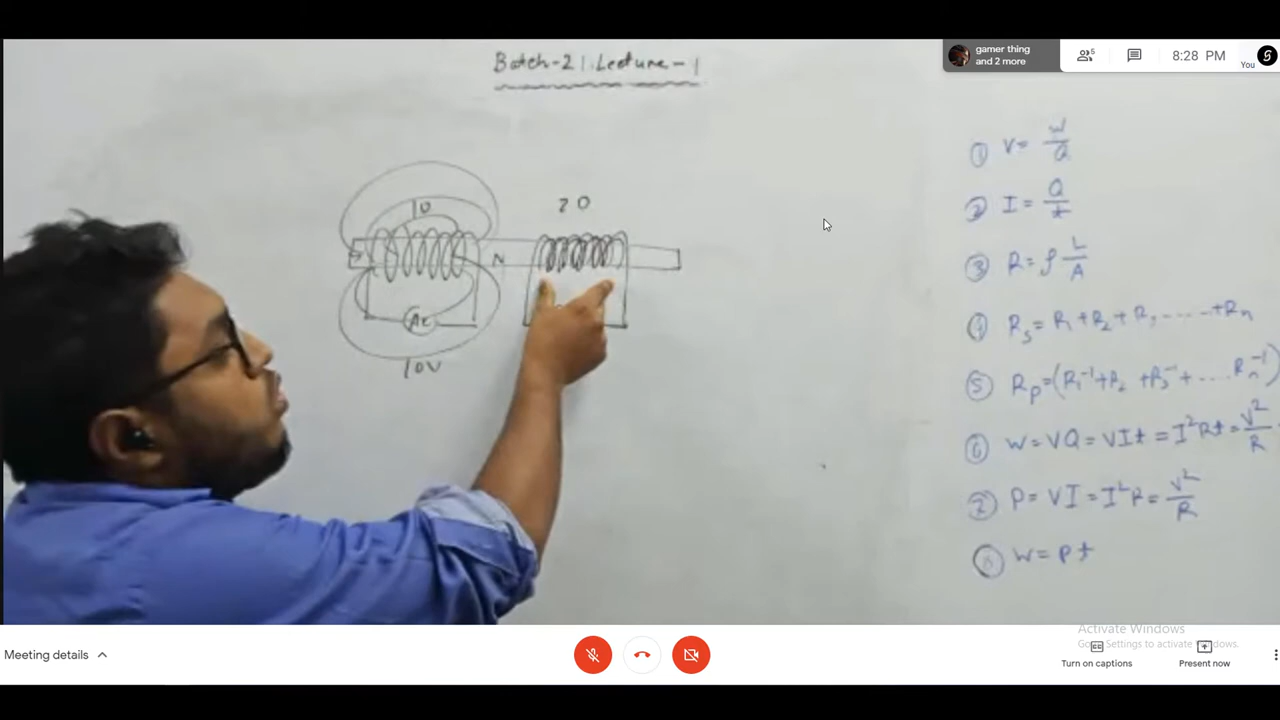 Batch-21. Lecture-1
gamer thing
and 2 more
5
8:28 PM
You
10
20
N
AC
10V
① V = W/Q
② I = Q/t
③ R = ρ L/A
④ Rs = R1 + R2 + R3 ..... + Rn
⑤ Rp = (R1⁻¹ + R2 + R3⁻¹ + .... Rn⁻¹)
⑥ W = VQ = VIt = I²Rt = V²/R
⑦ P = VI = I²R = V²/R
⑧ W = Pt
Activate Windows
Go to Settings to activate Windows.
Meeting details
Turn on captions
Present now